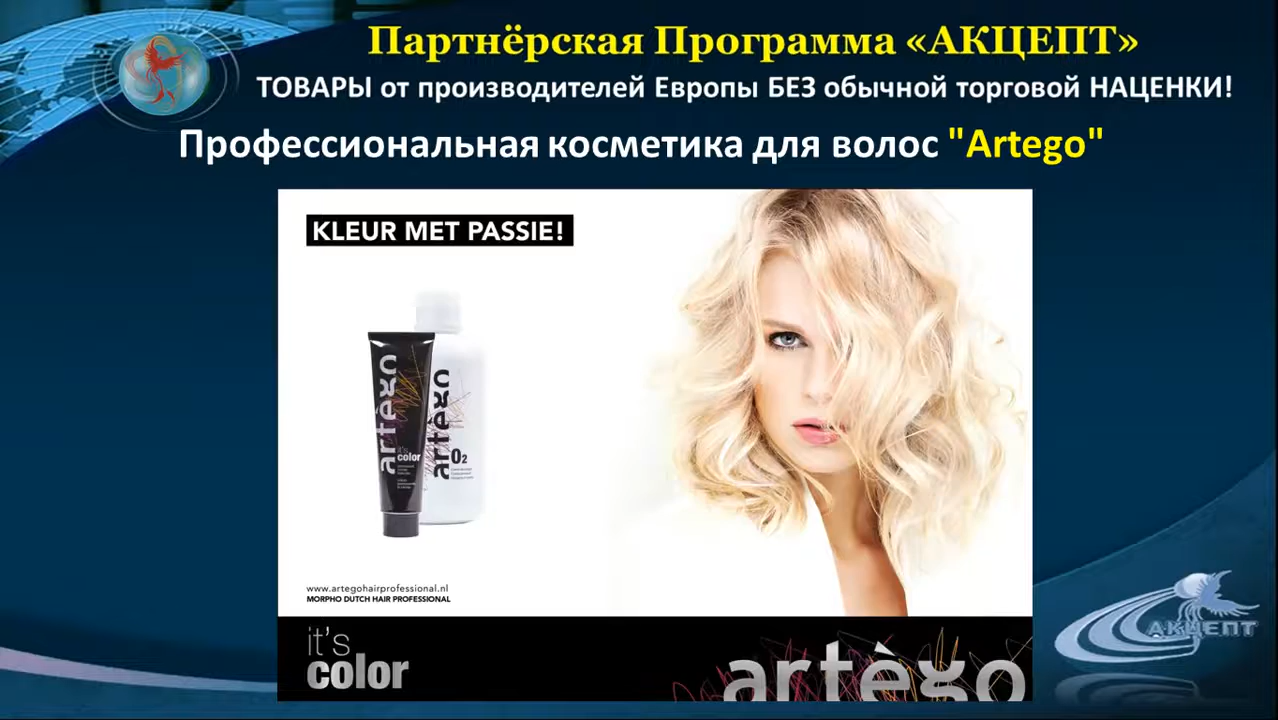 Партнёрская Программа «АКЦЕПТ»
ТОВАРЫ от производителей Европы БЕЗ обычной торговой НАЦЕНКИ!
Профессиональная косметика для волос "Artego"
KLEUR MET PASSIE!
artègo
it's
color
artègo
O2
www.artegohairprofessional.nl
MORPHO DUTCH HAIR PROFESSIONAL
it's
color
artègo
АКЦЕПТ